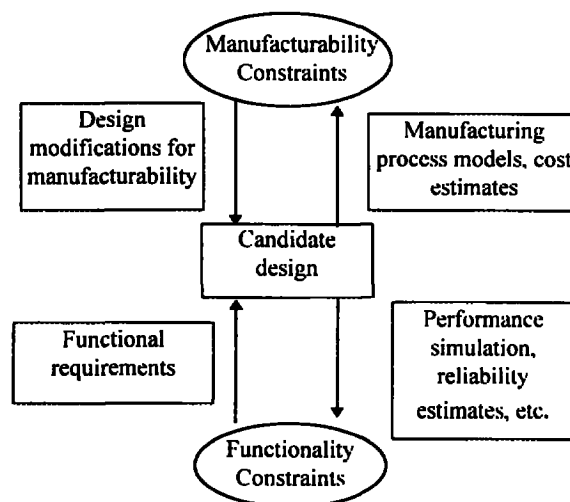 Manufacturability
Constraints
Design
modifications for
manufacturability
Manufacturing
process models, cost
estimates
Candidate
design
Functional
requirements
Performance
simulation,
reliability
estimates, etc.
Functionality
Constraints